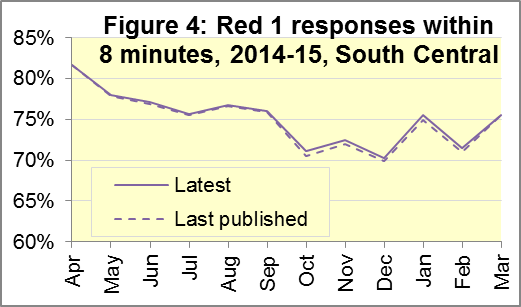 Figure 4: Red 1 responses within
8 minutes, 2014-15, South Central
85%
80%
75%
70%
65%
60%
Latest
Last published
Apr
May
Jun
Jul
Aug
Sep
Oct
Nov
Dec
Jan
Feb
Mar